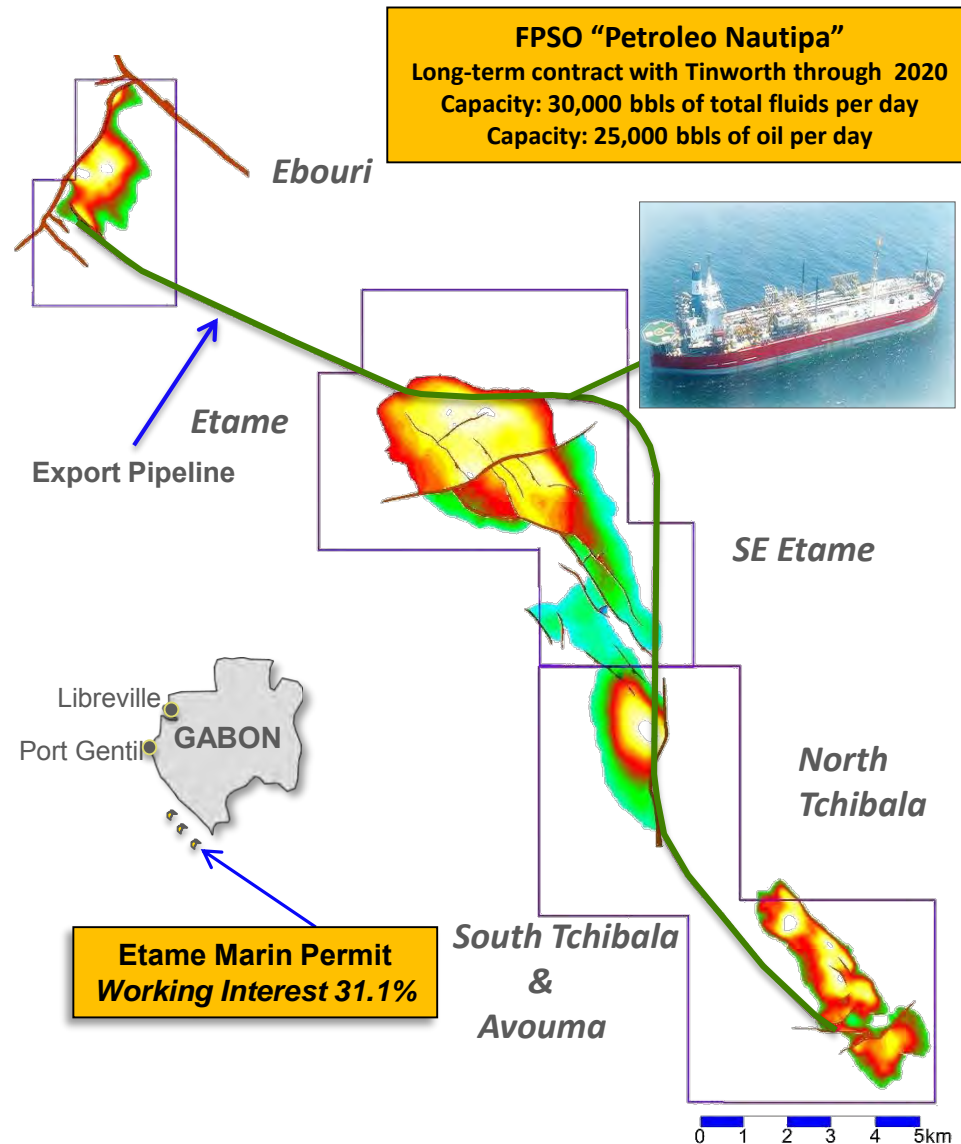 FPSO “Petroleo Nautipa”
Long-term contract with Tinworth through 2020
Capacity: 30,000 bbls of total fluids per day
Capacity: 25,000 bbls of oil per day
Ebouri
Etame
Export Pipeline
SE Etame
Libreville
GABON
Port Gentil
North
Tchibala
Etame Marin Permit
Working Interest 31.1%
South Tchibala
&
Avouma
0 1 2 3 4 5km